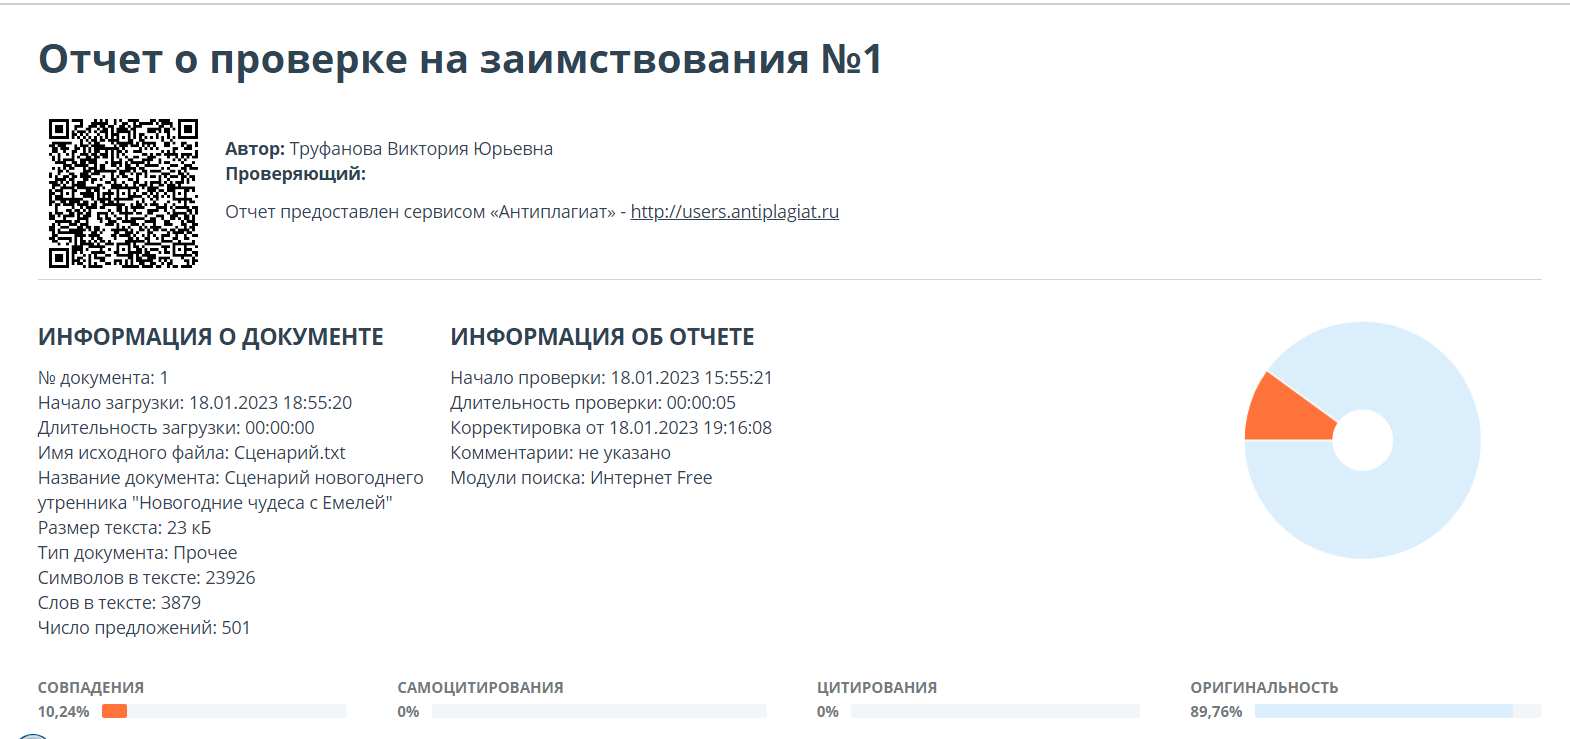 Отчет о проверке на заимствования №1
Автор: Труфанова Виктория Юрьевна
Проверяющий:
Отчет предоставлен сервисом «Антиплагиат» - http://users.antiplagiat.ru
ИНФОРМАЦИЯ О ДОКУМЕНТЕ
№ документа: 1
Начало загрузки: 18.01.2023 18:55:20
Длительность загрузки: 00:00:00
Имя исходного файла: Сценарий.txt
Название документа: Сценарий новогоднего
утренника "Новогодние чудеса с Емелей"
Размер текста: 23 кБ
Тип документа: Прочее
Символов в тексте: 23926
Слов в тексте: 3879
Число предложений: 501
ИНФОРМАЦИЯ ОБ ОТЧЕТЕ
Начало проверки: 18.01.2023 15:55:21
Длительность проверки: 00:00:05
Корректировка от 18.01.2023 19:16:08
Комментарии: не указано
Модули поиска: Интернет Free
СОВПАДЕНИЯ
10,24%
САМОЦИТИРОВАНИЯ
0%
ЦИТИРОВАНИЯ
0%
ОРИГИНАЛЬНОСТЬ
89,76%